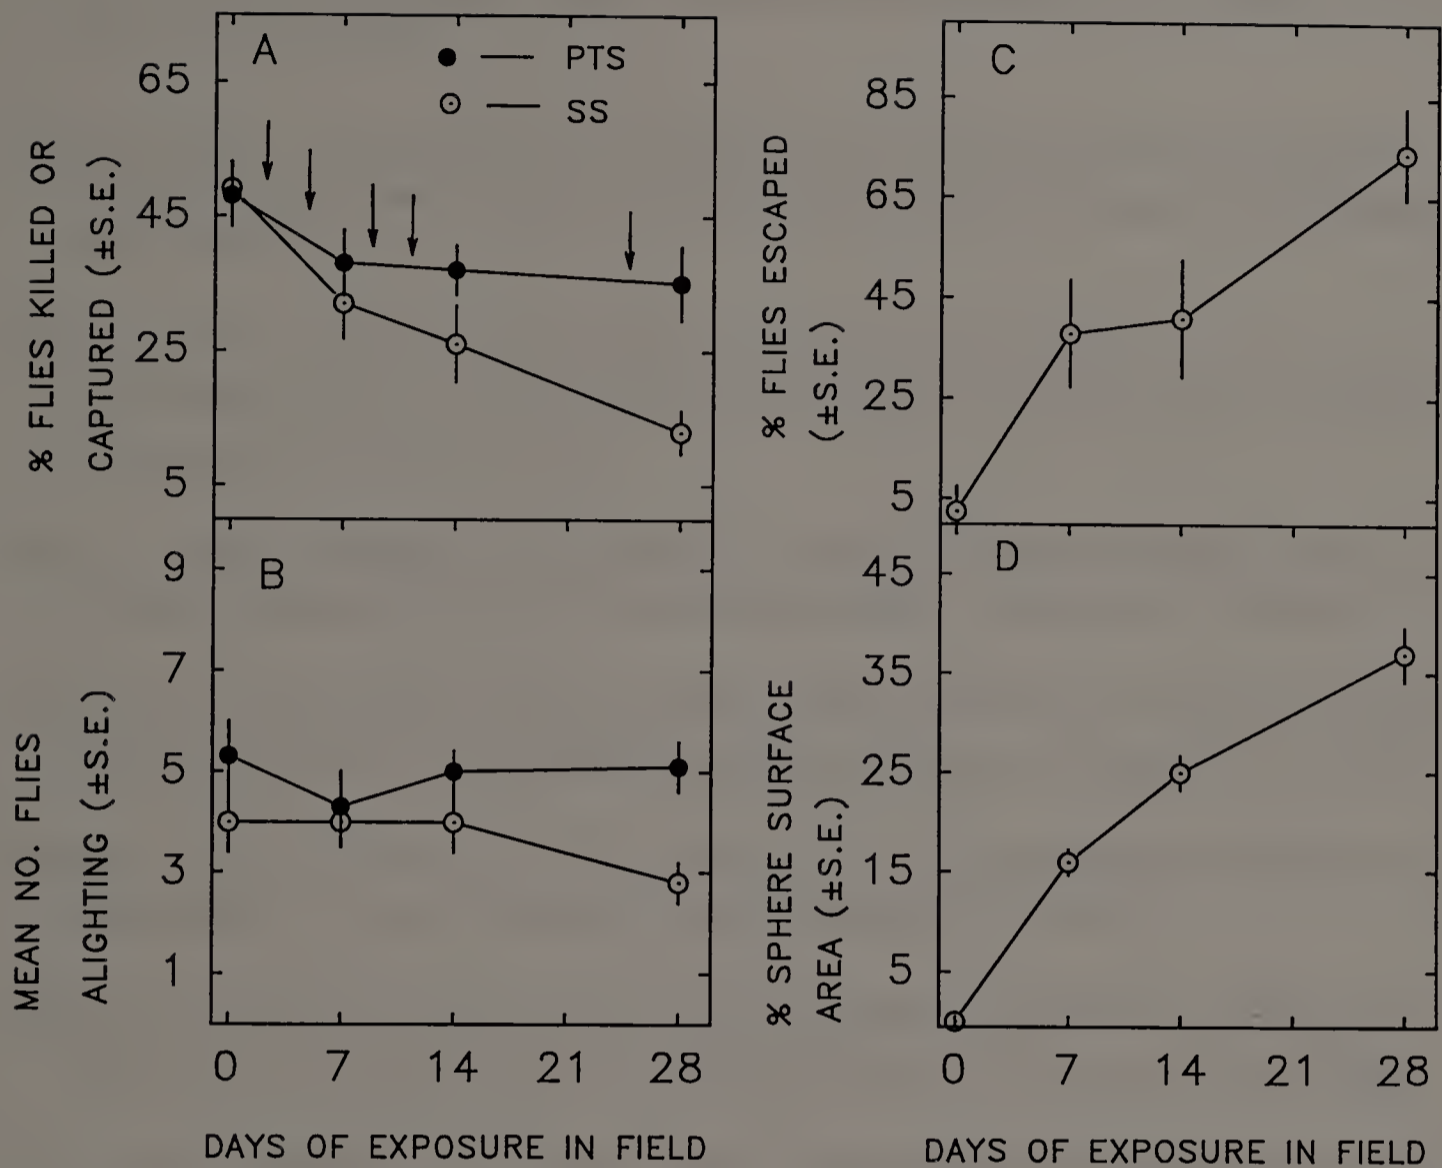 A
PTS
SS
65
45
25
5
% FLIES KILLED OR
CAPTURED (±S.E.)
B
9
7
5
3
1
MEAN NO. FLIES
ALIGHTING (±S.E.)
0 7 14 21 28
DAYS OF EXPOSURE IN FIELD
C
85
65
45
25
5
% FLIES ESCAPED
(±S.E.)
D
45
35
25
15
5
% SPHERE SURFACE
AREA (±S.E.)
0 7 14 21 28
DAYS OF EXPOSURE IN FIELD